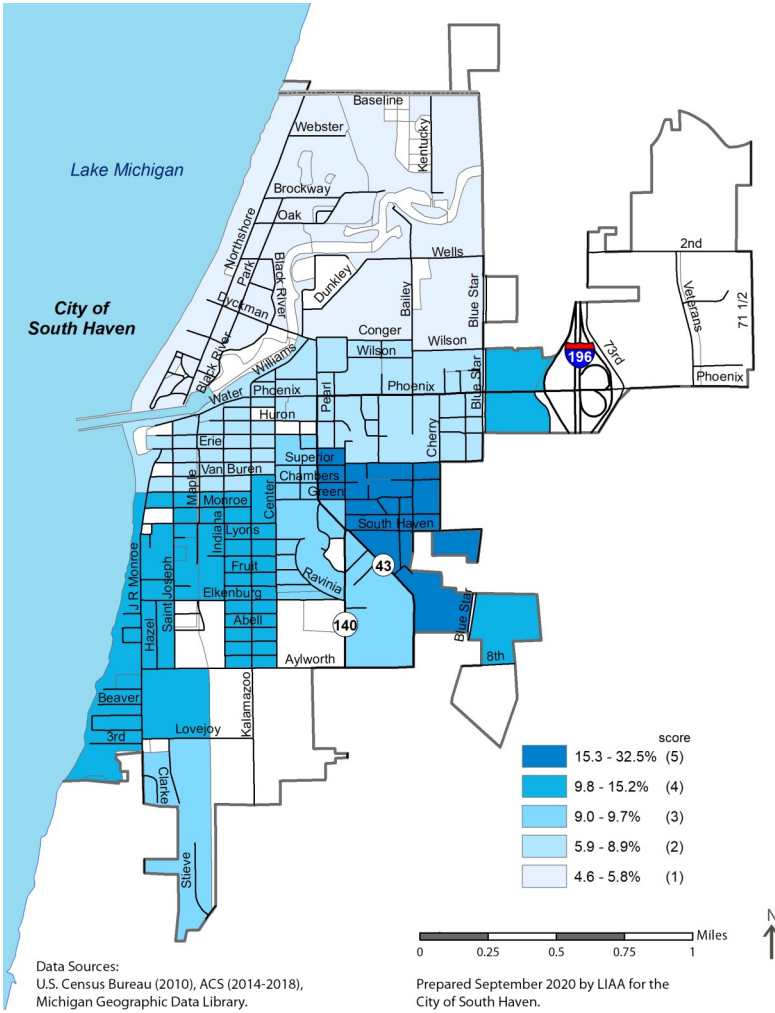 Baseline
Webster
Kentucky
Lake Michigan
Brockway
Oak
Northshore
Wells
2nd
Park
Black River
Dunkley
Bailey
Blue Star
Veterans
71 1/2
Dyckman
City of
South Haven
Conger
Wilson
Wilson
73rd
196
Black River
Williams
Phoenix
Water
Phoenix
Pearl
Phoenix
Blue Star
Huron
Cherry
Erie
Superior
Van Buren
Chambers
Maple
Green
Monroe
Center
Indiana
South Haven
Lyons
43
J R Monroe
Saint Joseph
Fruit
Ravinia
Elkenburg
Hazel
Abell
140
Blue Star
Aylworth
8th
Beaver
Kalamazoo
3rd
Lovejoy
score
15.3 - 32.5% (5)
Clarke
9.8 - 15.2% (4)
9.0 - 9.7% (3)
5.9 - 8.9% (2)
Stieve
4.6 - 5.8% (1)
N
Miles
0 0.25 0.5 0.75 1
Data Sources:
U.S. Census Bureau (2010), ACS (2014-2018),
Michigan Geographic Data Library.
Prepared September 2020 by LIAA for the
City of South Haven.